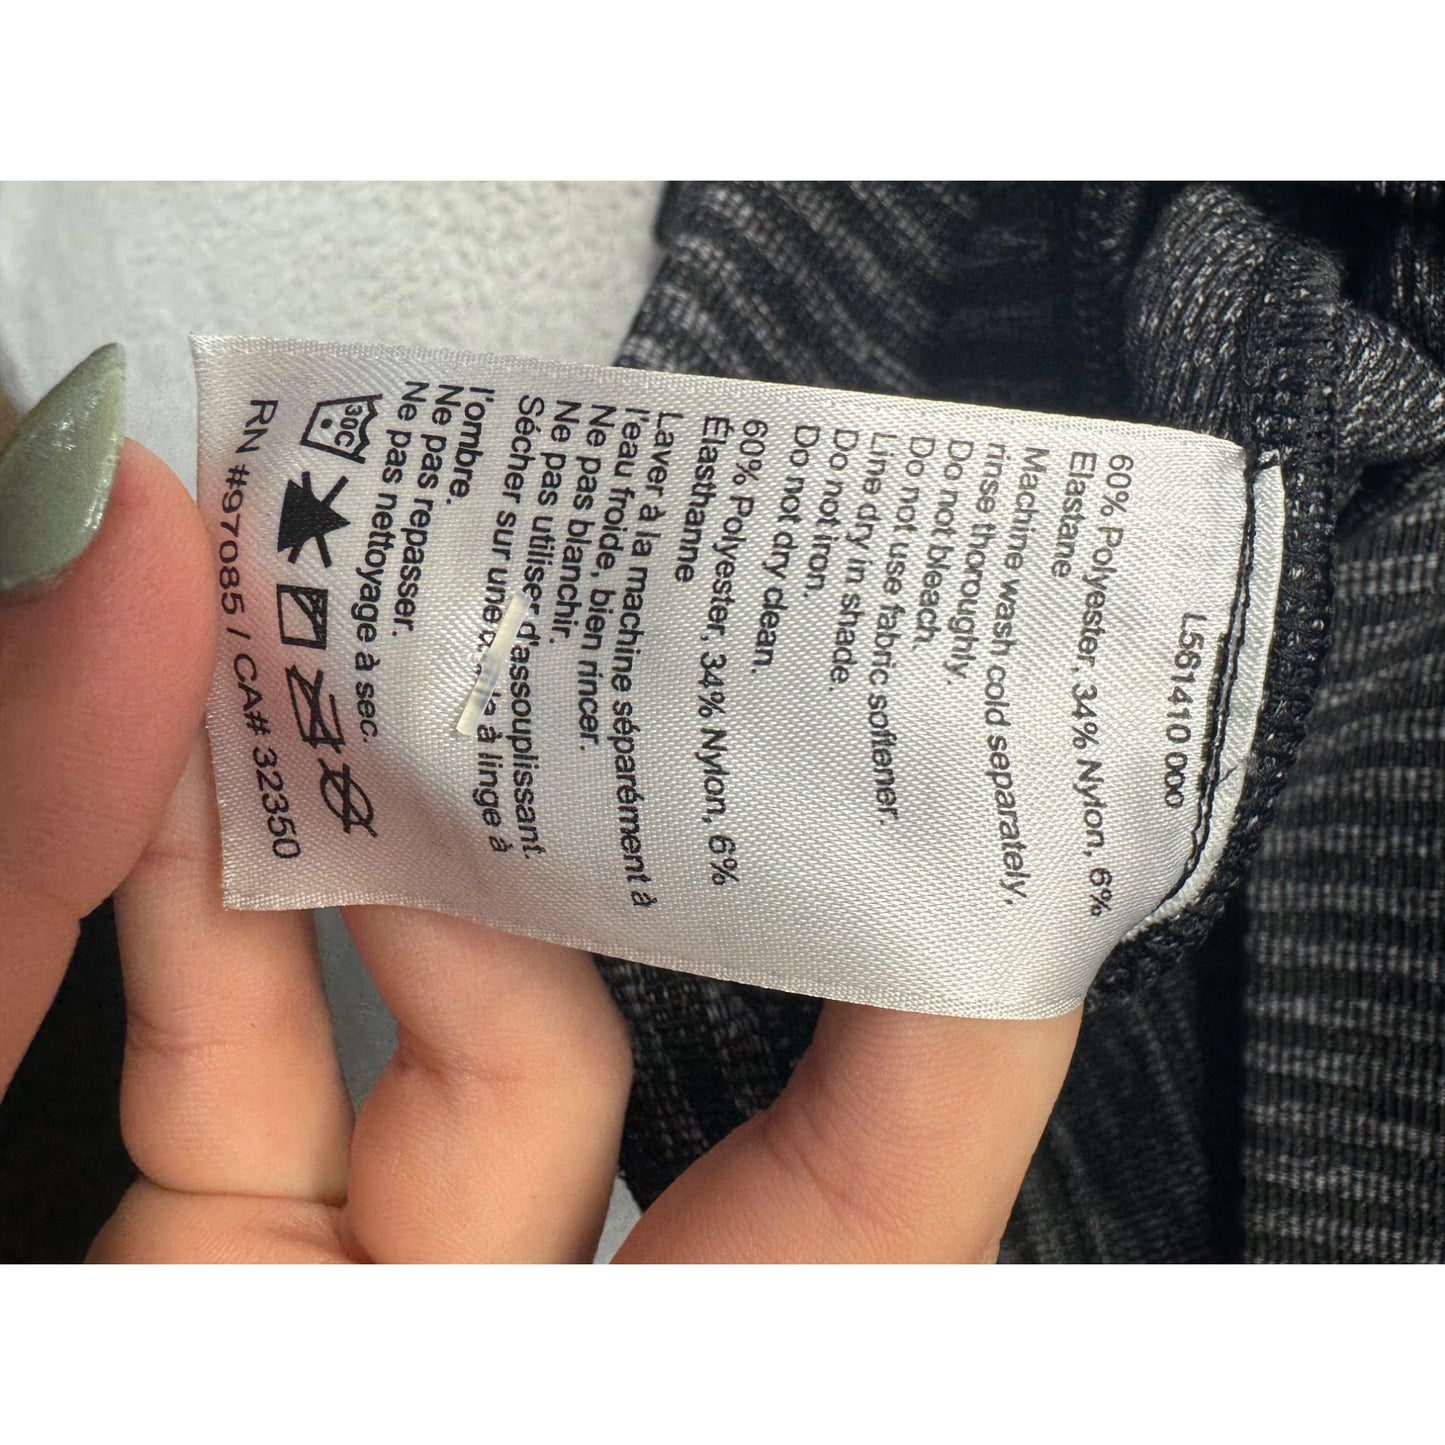 L561410 000
60% Polyester, 34% Nylon, 6%
Elastane
Machine wash cold separately,
rinse thoroughly.
Do not bleach.
Do not use fabric softener.
Line dry in shade.
Do not iron.
Do not dry clean.
60% Polyester, 34% Nylon, 6%
Élasthanne
Laver à la machine séparément à
l'eau froide, bien rincer.
Ne pas blanchir.
Ne pas utiliser d'assouplissant.
Sécher sur une à linge à
l'ombre.
Ne pas repasser.
Ne pas nettoyage à sec.
30C
RN #97085 / CA# 32350